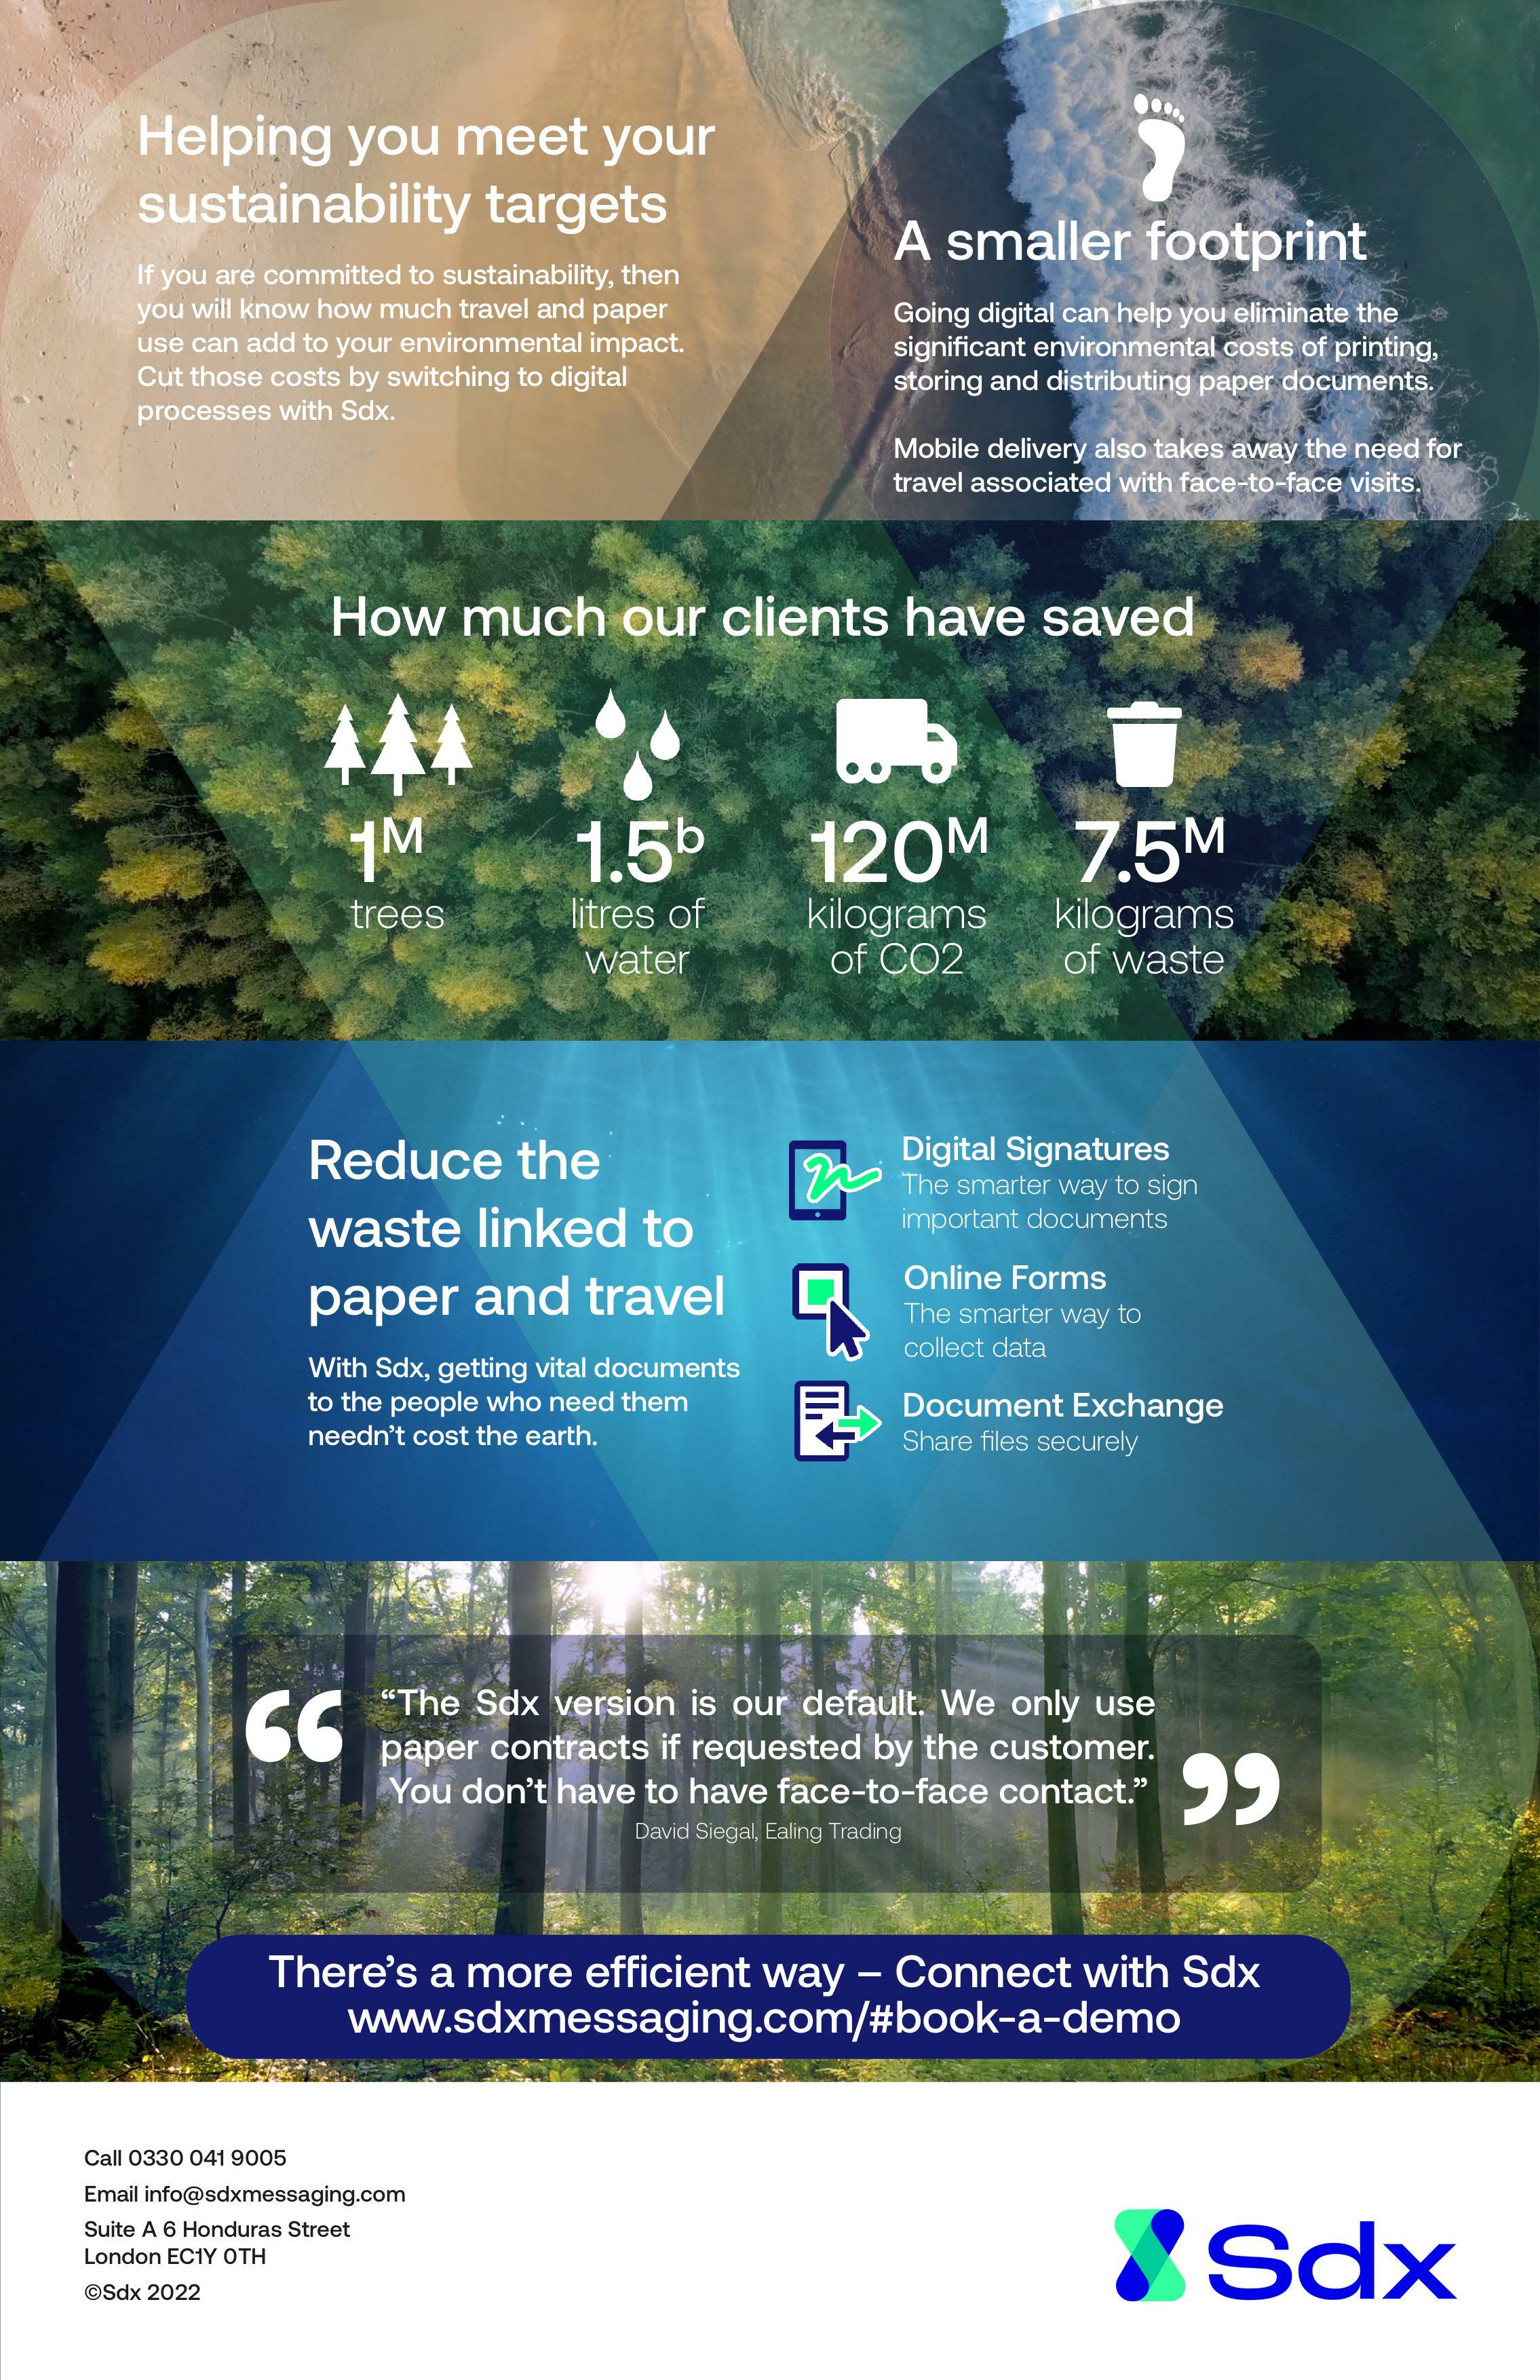 Helping you meet your
sustainability targets
If you are committed to sustainability, then
you will know how much travel and paper
use can add to your environmental impact.
Cut those costs by switching to digital
processes with Sdx.
A smaller footprint
Going digital can help you eliminate the
significant environmental costs of printing,
storing and distributing paper documents.
Mobile delivery also takes away the need for
travel associated with face-to-face visits.
How much our clients have saved
1M
trees
1.5b
litres of
water
120M
kilograms
of CO2
7.5M
kilograms
of waste
Reduce the
waste linked to
paper and travel
With Sdx, getting vital documents
to the people who need them
needn’t cost the earth.
Digital Signatures
The smarter way to sign
important documents
Online Forms
The smarter way to
collect data
Document Exchange
Share files securely
“The Sdx version is our default. We only use
paper contracts if requested by the customer.
You don’t have to have face-to-face contact.”
David Siegal, Ealing Trading
There’s a more efficient way – Connect with Sdx
www.sdxmessaging.com/#book-a-demo
Call 0330 041 9005
Email info@sdxmessaging.com
Suite A 6 Honduras Street
London EC1Y 0TH
©Sdx 2022
Sdx